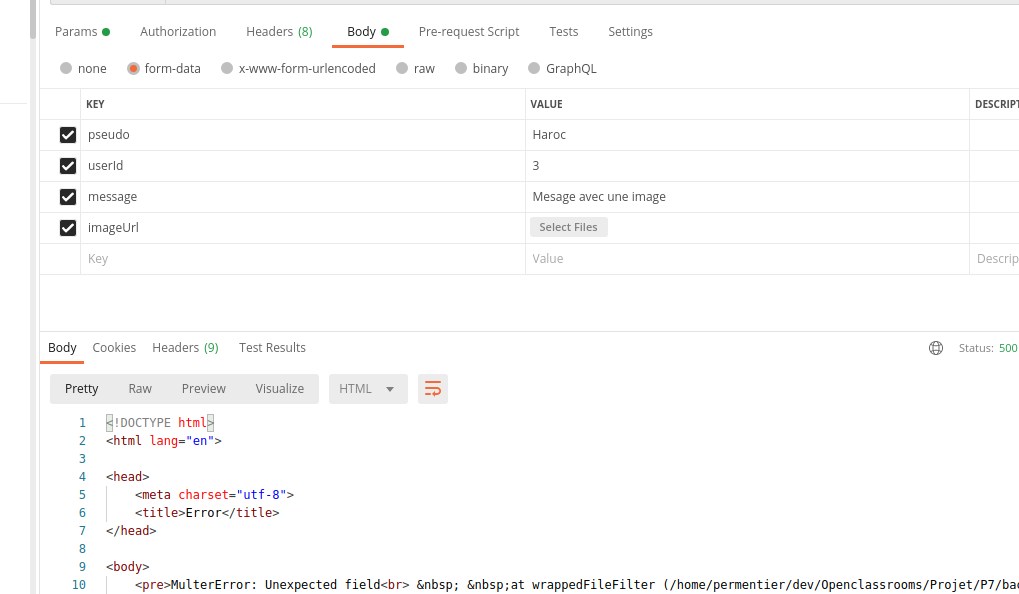 Params Authorization Headers (8) Body Pre-request Script Tests Settings
none form-data x-www-form-urlencoded raw binary GraphQL
KEY VALUE DESCRIPT
pseudo Haroc
userId 3
message Mesage avec une image
imageUrl Select Files
Key Value Descrip
Body Cookies Headers (9) Test Results Status: 500
Pretty Raw Preview Visualize HTML
1 <!DOCTYPE html>
2 <html lang="en">
3
4 <head>
5 <meta charset="utf-8">
6 <title>Error</title>
7 </head>
8
9 <body>
10 <pre>MulterError: Unexpected field<br> &nbsp; &nbsp;at wrappedFileFilter (/home/permentier/dev/Openclassrooms/Projet/P7/bac